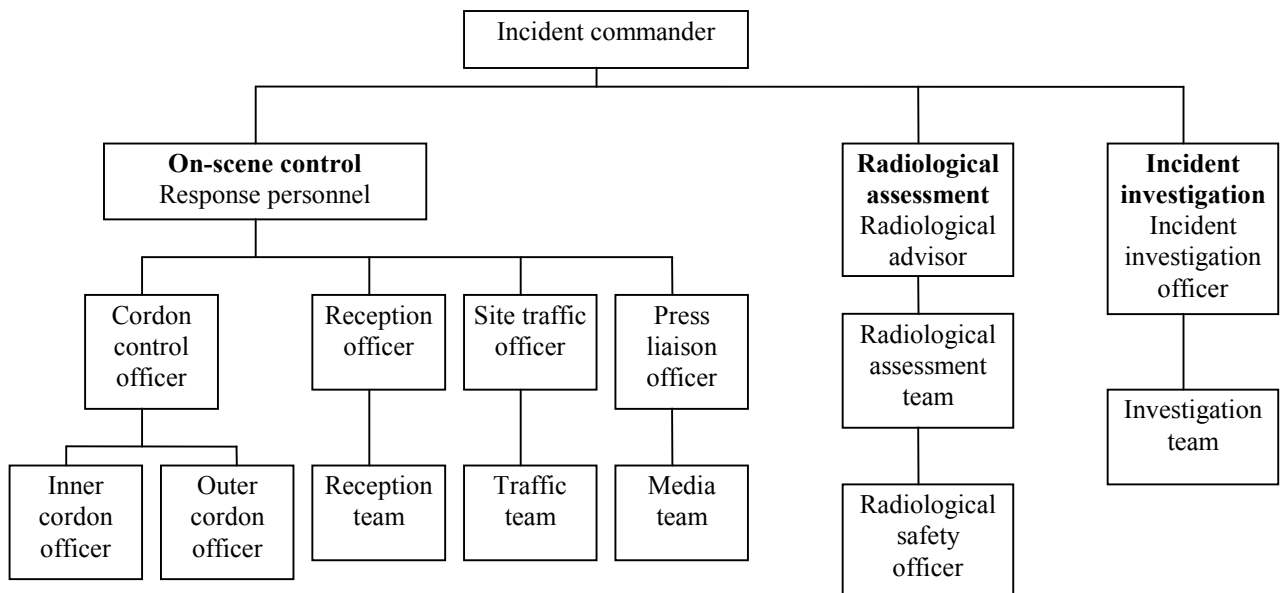 Incident commander
On-scene control
Response personnel
Radiological
assessment
Radiological
advisor
Incident
investigation
Incident
investigation
officer
Cordon
control
officer
Reception
officer
Site traffic
officer
Press
liaison
officer
Radiological
assessment
team
Investigation
team
Inner
cordon
officer
Outer
cordon
officer
Reception
team
Traffic
team
Media
team
Radiological
safety
officer